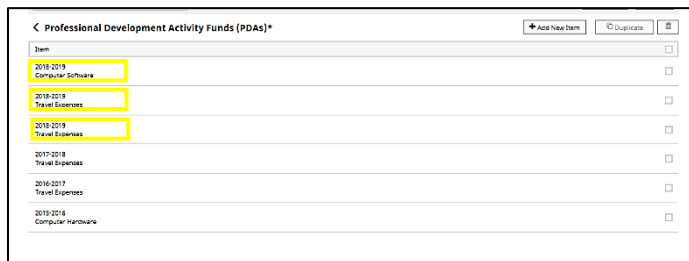 < Professional Development Activity Funds (PDAs)*
+ Add New Item
Duplicate
Item
2018-2019
Computer Software
2018-2019
Travel Expenses
2018-2019
Travel Expenses
2017-2018
Travel Expenses
2016-2017
Travel Expenses
2015-2016
Computer Hardware